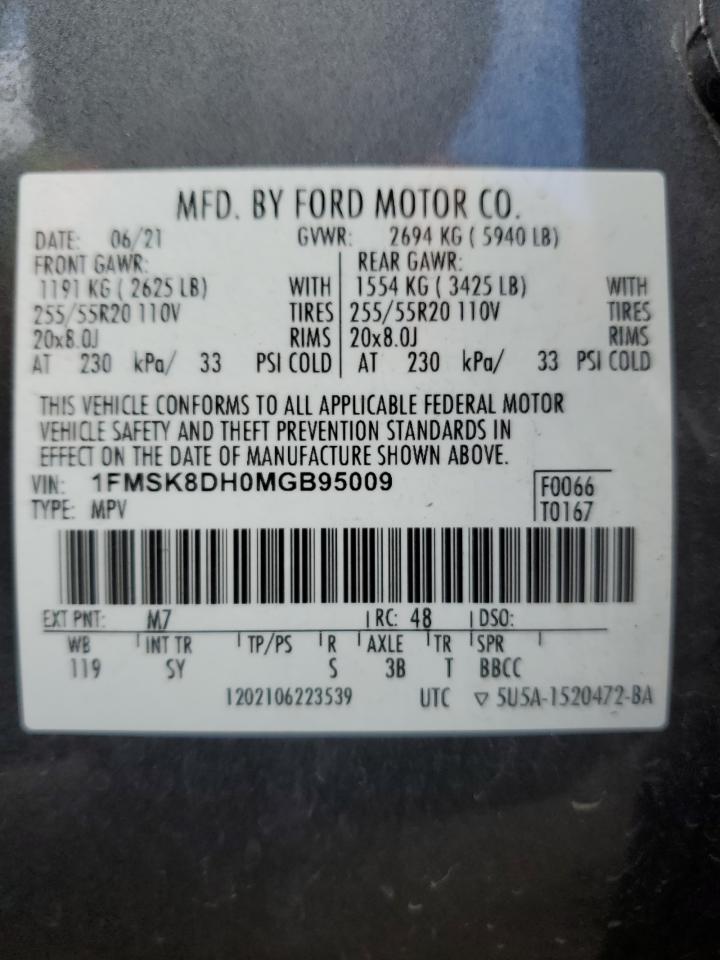 MFD. BY FORD MOTOR CO.
DATE: 06/21 GVWR: 2694 KG ( 5940 LB)
FRONT GAWR: REAR GAWR:
1191 KG ( 2625 LB) WITH 1554 KG ( 3425 LB) WITH
255/55R20 110V TIRES 255/55R20 110V TIRES
20x8.0J RIMS 20x8.0J RIMS
AT 230 kPa/ 33 PSI COLD AT 230 kPa/ 33 PSI COLD
THIS VEHICLE CONFORMS TO ALL APPLICABLE FEDERAL MOTOR
VEHICLE SAFETY AND THEFT PREVENTION STANDARDS IN
EFFECT ON THE DATE OF MANUFACTURE SHOWN ABOVE.
VIN: 1FMSK8DH0MGB95009 F0066
TYPE: MPV T0167
EXT PNT: M7 RC: 48 DSO:
WB INT TR TP/PS R AXLE TR SPR
119 SY S 3B T BBCC
1202106223539 UTC ▽ 5U5A-1520472-BA